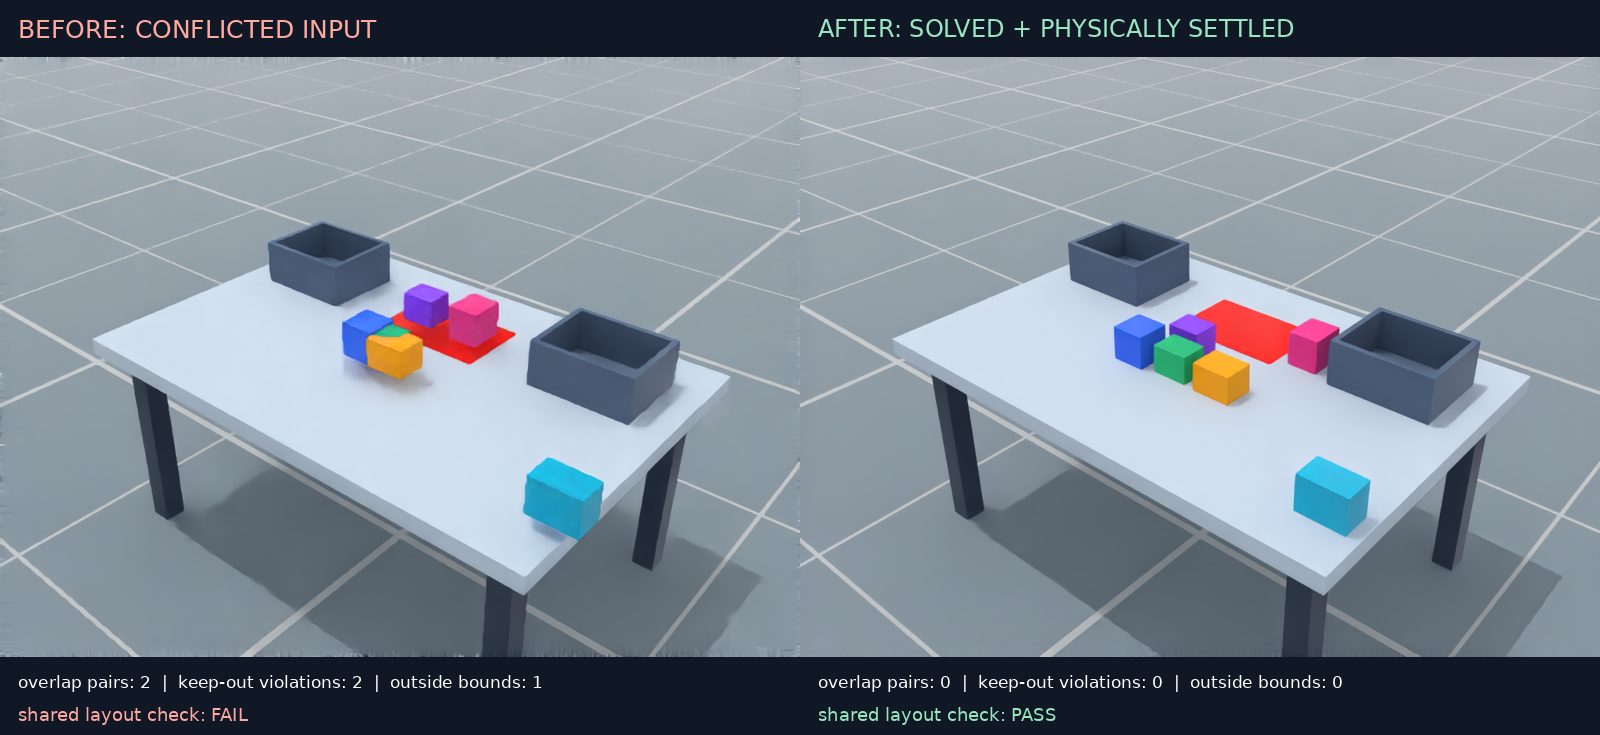 BEFORE: CONFLICTED INPUT
AFTER: SOLVED + PHYSICALLY SETTLED
overlap pairs: 2 | keep-out violations: 2 | outside bounds: 1
shared layout check: FAIL
overlap pairs: 0 | keep-out violations: 0 | outside bounds: 0
shared layout check: PASS